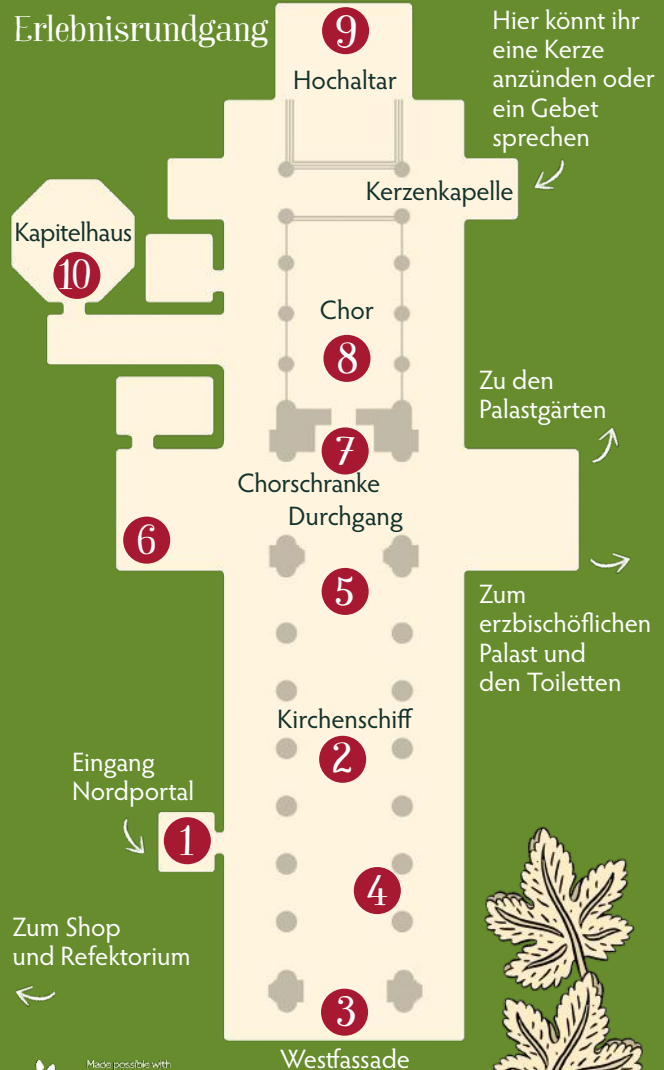 Erlebnisrundgang
9
Hochaltar
Hier könnt ihr
eine Kerze
anzünden oder
ein Gebet
sprechen
Kerzenkapelle
Kapitelhaus
10
Chor
8
Zu den
Palastgärten
7
Chorschranke
Durchgang
6
5
Zum
erzbischöflichen
Palast und
den Toiletten
Kirchenschiff
2
Eingang
Nordportal
1
4
Zum Shop
und Refektorium
3
Westfassade
Made possible with